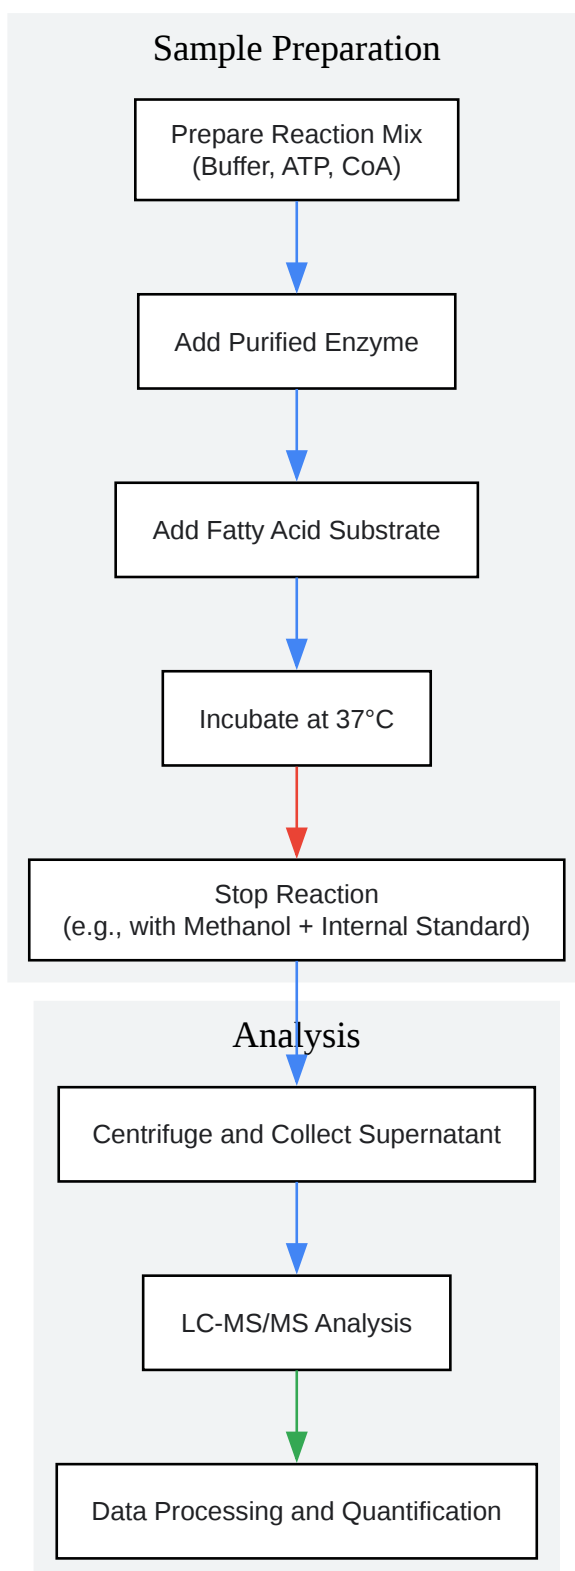 Sample Preparation
Prepare Reaction Mix
(Buffer, ATP, CoA)
Add Purified Enzyme
Add Fatty Acid Substrate
Incubate at 37°C
Stop Reaction
(e.g., with Methanol + Internal Standard)
Analysis
Centrifuge and Collect Supernatant
LC-MS/MS Analysis
Data Processing and Quantification